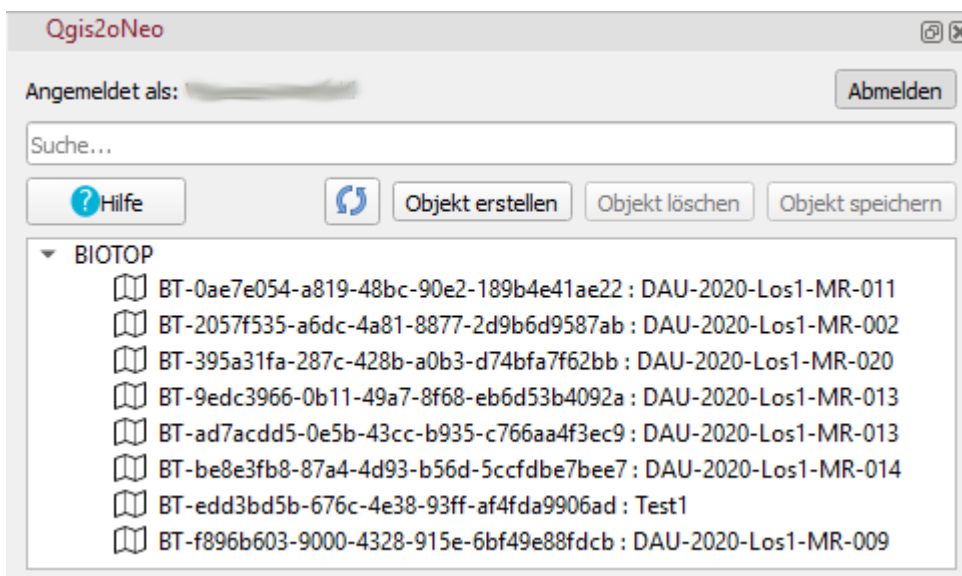 Qgis2oNeo
Angemeldet als:
Abmelden
Suche...
?Hilfe Objekt erstellen Objekt löschen Objekt speichern
BIOTOP
BT-0ae7e054-a819-48bc-90e2-189b4e41ae22 : DAU-2020-Los1-MR-011
BT-2057f535-a6dc-4a81-8877-2d9b6d9587ab : DAU-2020-Los1-MR-002
BT-395a31fa-287c-428b-a0b3-d74bfa7f62bb : DAU-2020-Los1-MR-020
BT-9edc3966-0b11-49a7-8f68-eb6d53b4092a : DAU-2020-Los1-MR-013
BT-ad7acdd5-0e5b-43cc-b935-c766aa4f3ec9 : DAU-2020-Los1-MR-013
BT-be8e3fb8-87a4-4d93-b56d-5ccfdbe7bee7 : DAU-2020-Los1-MR-014
BT-edd3bd5b-676c-4e38-93ff-af4fda9906ad : Test1
BT-f896b603-9000-4328-915e-6bf49e88fdcb : DAU-2020-Los1-MR-009